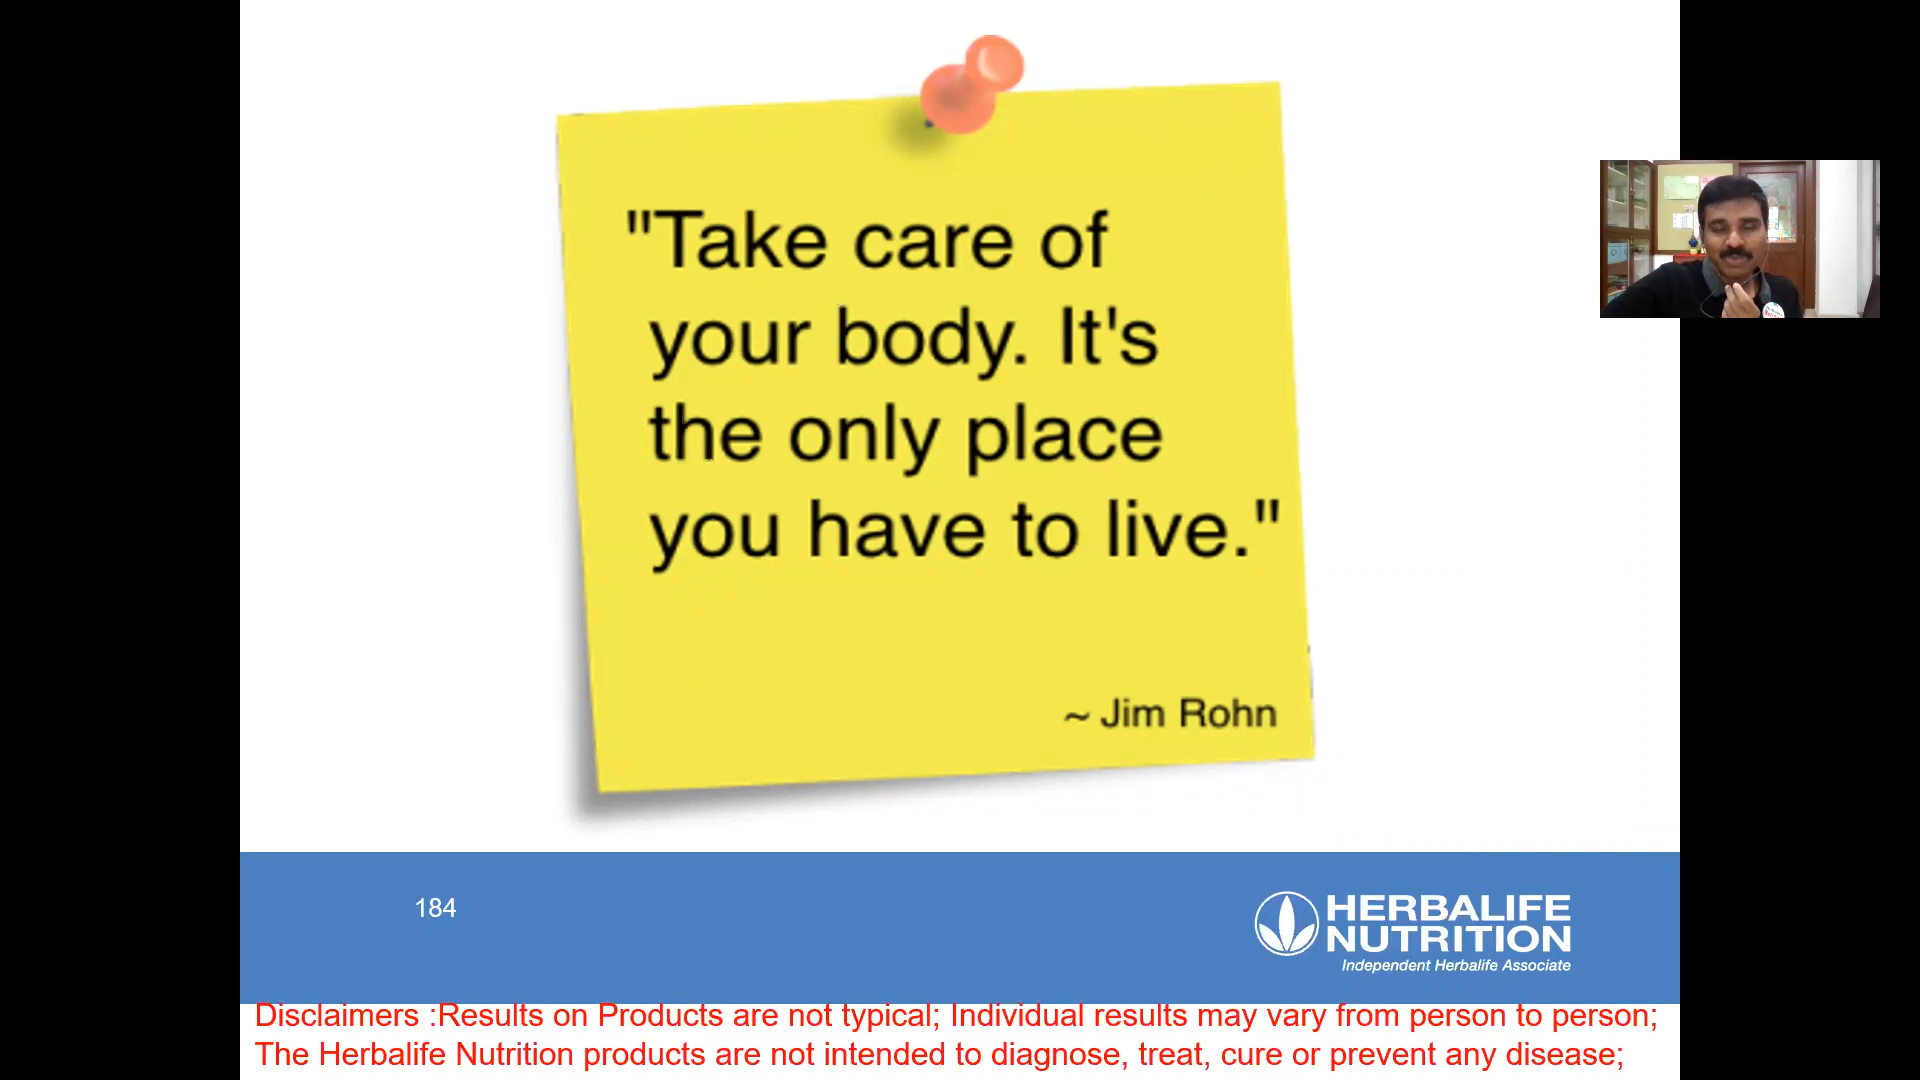 "Take care of
your body. It's
the only place
you have to live."
~ Jim Rohn
184
HERBALIFE
NUTRITION
Independent Herbalife Associate
Disclaimers :Results on Products are not typical; Individual results may vary from person to person;
The Herbalife Nutrition products are not intended to diagnose, treat, cure or prevent any disease;